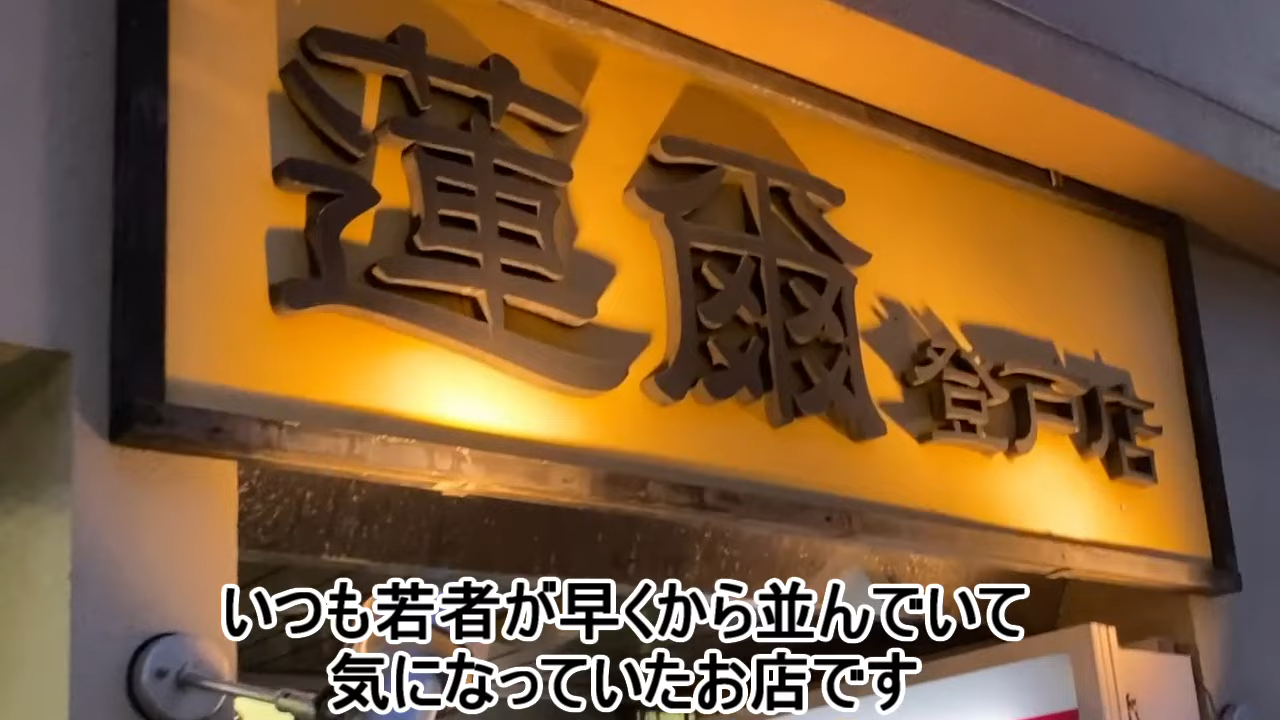 蓮爾 登戸店
いつも若者が早くから並んでいて
気になっていたお店です